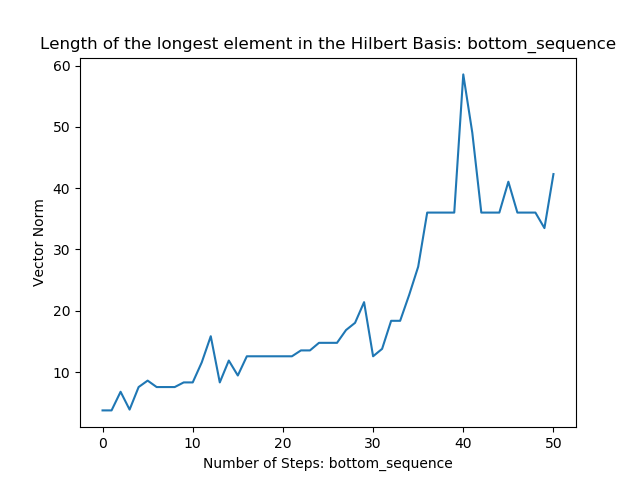 Length of the longest element in the Hilbert Basis: bottom_sequence
60
50
40
30
20
10
Vector Norm
0 10 20 30 40 50
Number of Steps: bottom_sequence